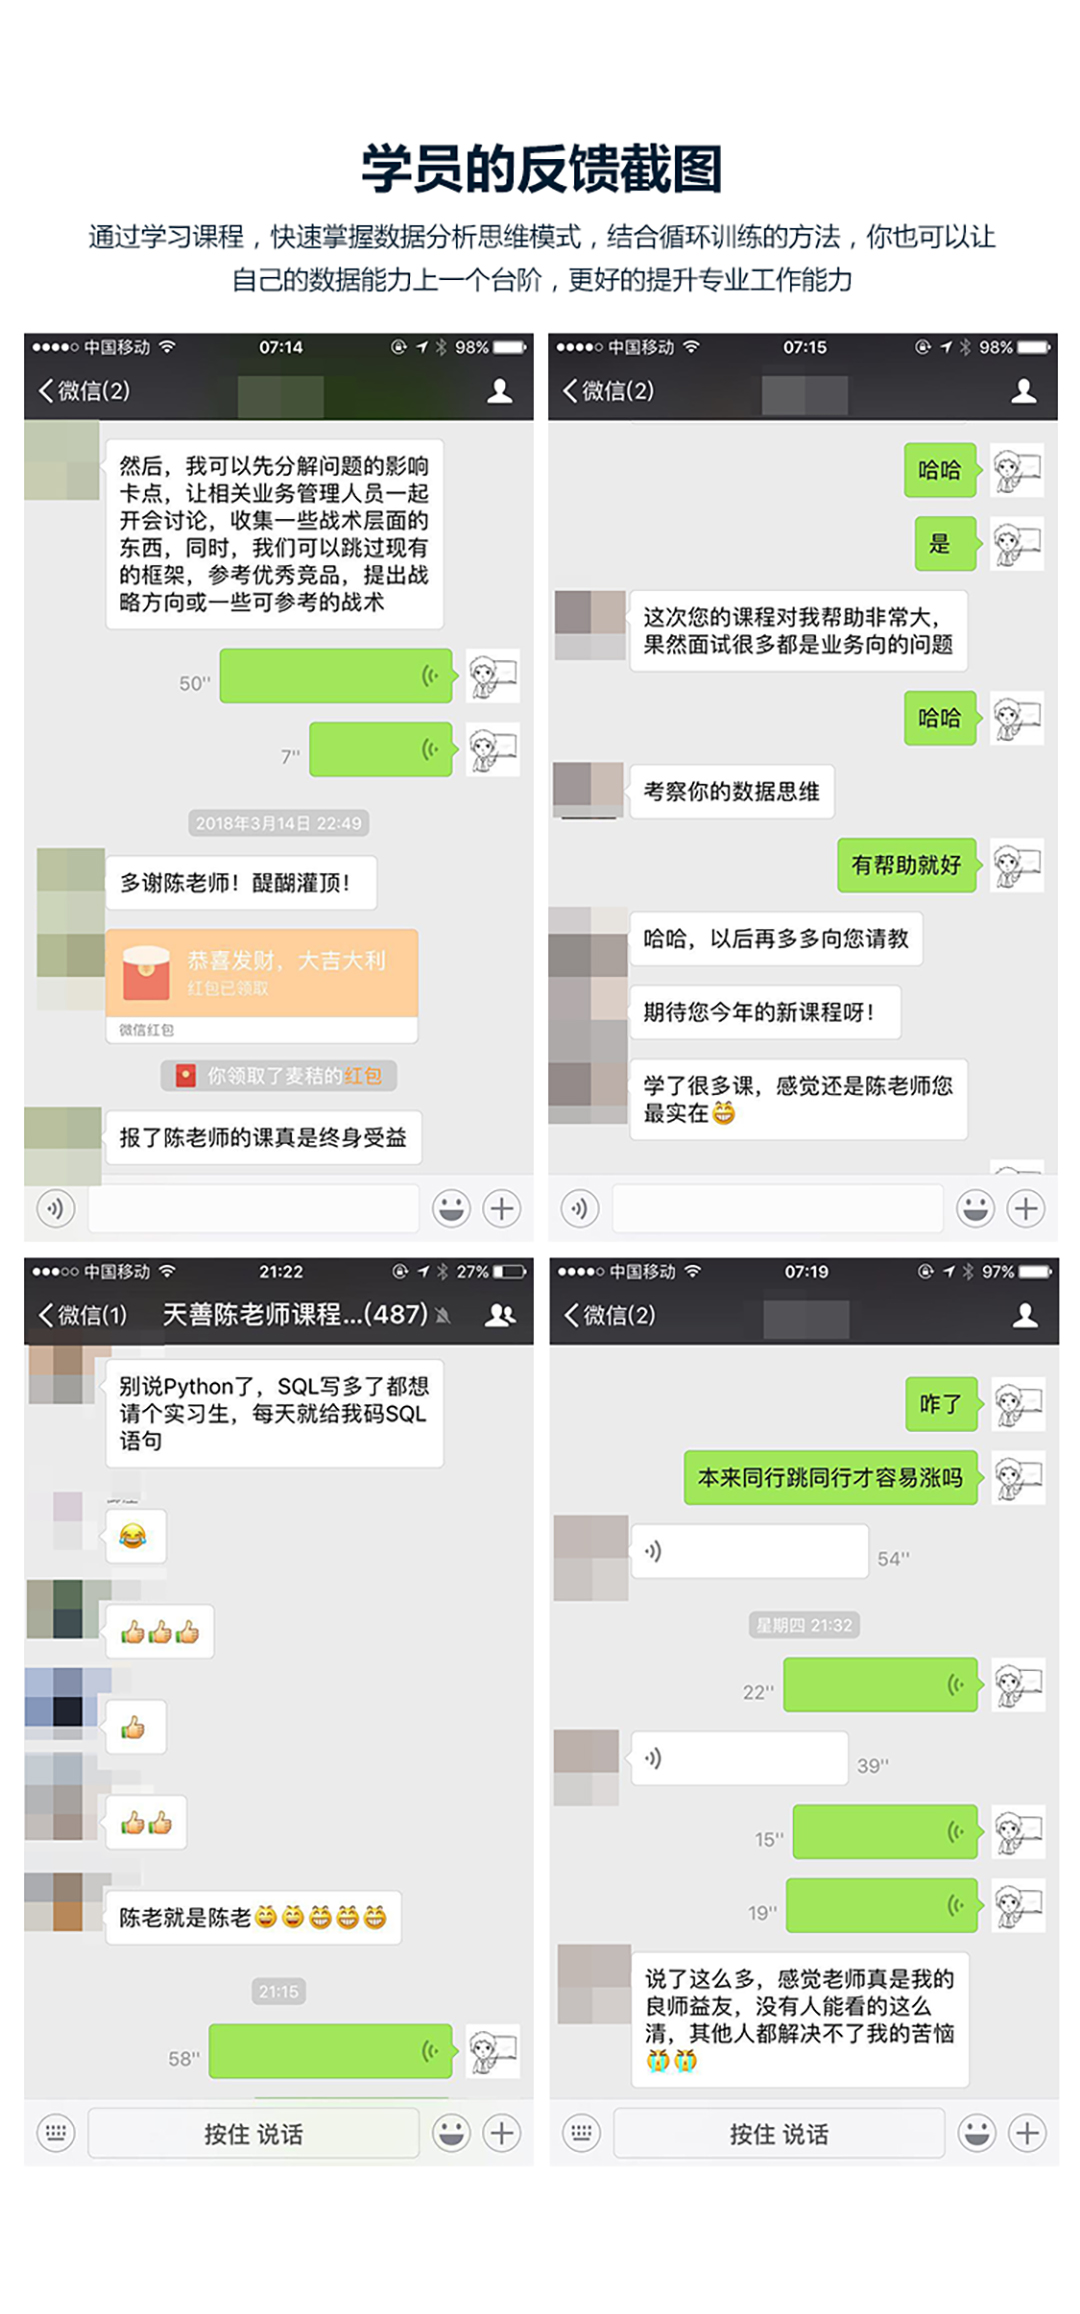 学员的反馈截图
通过学习课程，快速掌握数据分析思维模式，结合循环训练的方法，你也可以让
自己的数据能力上一个台阶，更好的提升专业工作能力
中国移动 07:14 98%
微信(2)
然后，我可以先分解问题的影响
卡点，让相关业务管理人员一起
开会讨论，收集一些战术层面的
东西，同时，我们可以跳过现有
的框架，参考优秀竞品，提出战
略方向或一些可参考的战术
50''
7''
2018年3月14日 22:49
多谢陈老师！醍醐灌顶！
恭喜发财，大吉大利
红包已领取
微信红包
你领取了麦秸的红包
报了陈老师的课真是终身受益
中国移动 07:15 98%
微信(2)
哈哈
是
这次您的课程对我帮助非常大，
果然面试很多都是业务向的问题
哈哈
考察你的数据思维
有帮助就好
哈哈，以后再多多向您请教
期待您今年的新课程呀！
学了很多课，感觉还是陈老师您
最实在
中国移动 21:22 27%
微信(1) 天善陈老师课程...(487)
别说Python了，SQL写多了都想
请个实习生，每天就给我码SQL
语句
陈老就是陈老
21:15
58''
按住 说话
中国移动 07:19 97%
微信(2)
咋了
本来同行跳同行才容易涨吗
54''
星期四 21:32
22''
39''
15''
19''
说了这么多，感觉老师真是我的
良师益友，没有人能看的这么
清，其他人都解决不了我的苦恼
按住 说话